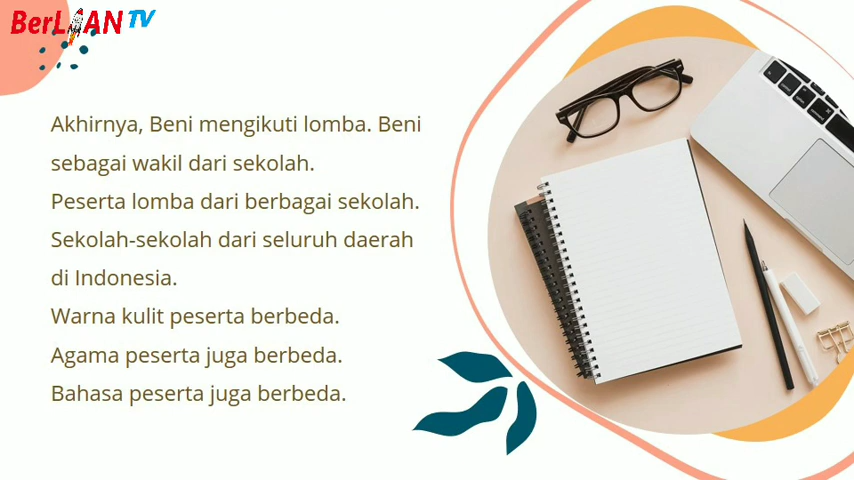 BerLIAN TV
Akhirnya, Beni mengikuti lomba. Beni
sebagai wakil dari sekolah.
Peserta lomba dari berbagai sekolah.
Sekolah-sekolah dari seluruh daerah
di Indonesia.
Warna kulit peserta berbeda.
Agama peserta juga berbeda.
Bahasa peserta juga berbeda.